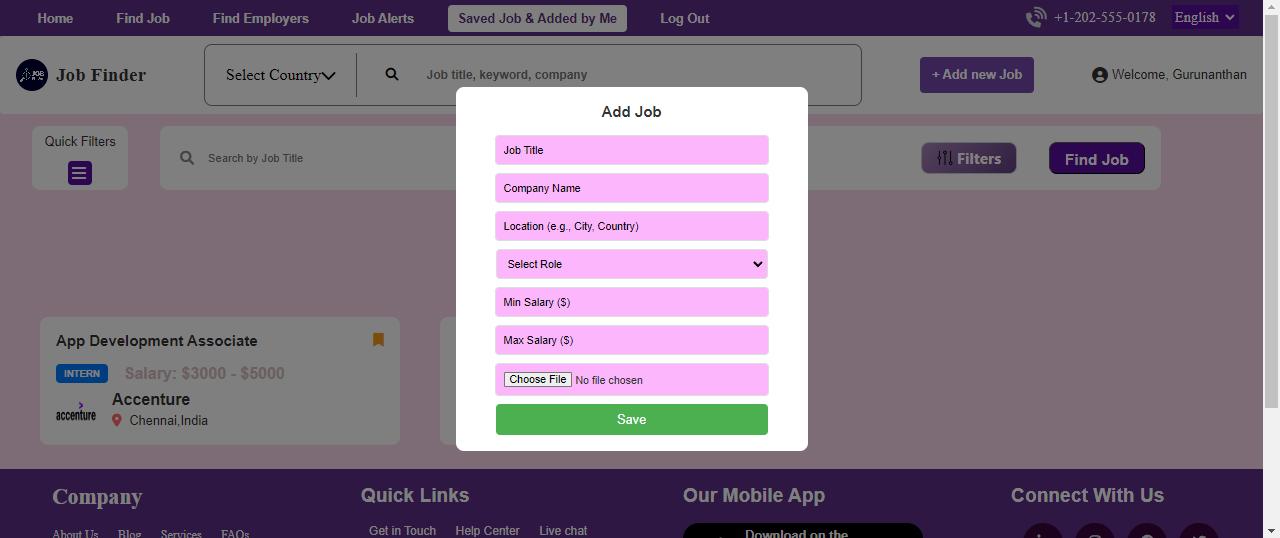 Home Find Job Find Employers Job Alerts Saved Job & Added by Me Log Out +1-202-555-0178 English
JOB
Job Finder
Select Country
Job title, keyword, company
+ Add new Job
Welcome, Gurunanthan
Quick Filters
Search by Job Title
Filters
Find Job
Add Job
Job Title
Company Name
Location (e.g., City, Country)
Select Role
Min Salary ($)
Max Salary ($)
Choose File No file chosen
Save
App Development Associate
INTERN Salary: $3000 - $5000
accenture
Accenture
Chennai,India
Company
About Us Blog Services FAQs
Quick Links
Get in Touch Help Center Live chat
Our Mobile App
Download on the
Connect With Us